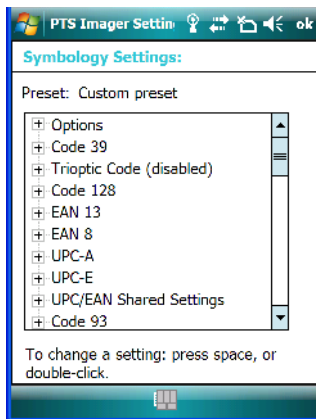 PTS Imager Settin
ok
Symbology Settings:
Preset: Custom preset
Options
Code 39
Trioptic Code (disabled)
Code 128
EAN 13
EAN 8
UPC-A
UPC-E
UPC/EAN Shared Settings
Code 93
To change a setting: press space, or
double-click.